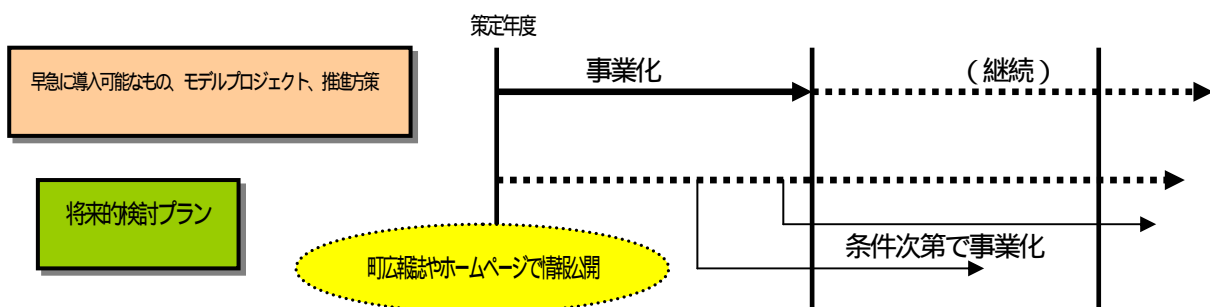 策定年度
早急に導入可能なもの、モデルプロジェクト、推進方策
事業化
（継続）
将来的検討プラン
条件次第で事業化
町広報誌やホームページで情報公開